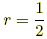 r = 1/2